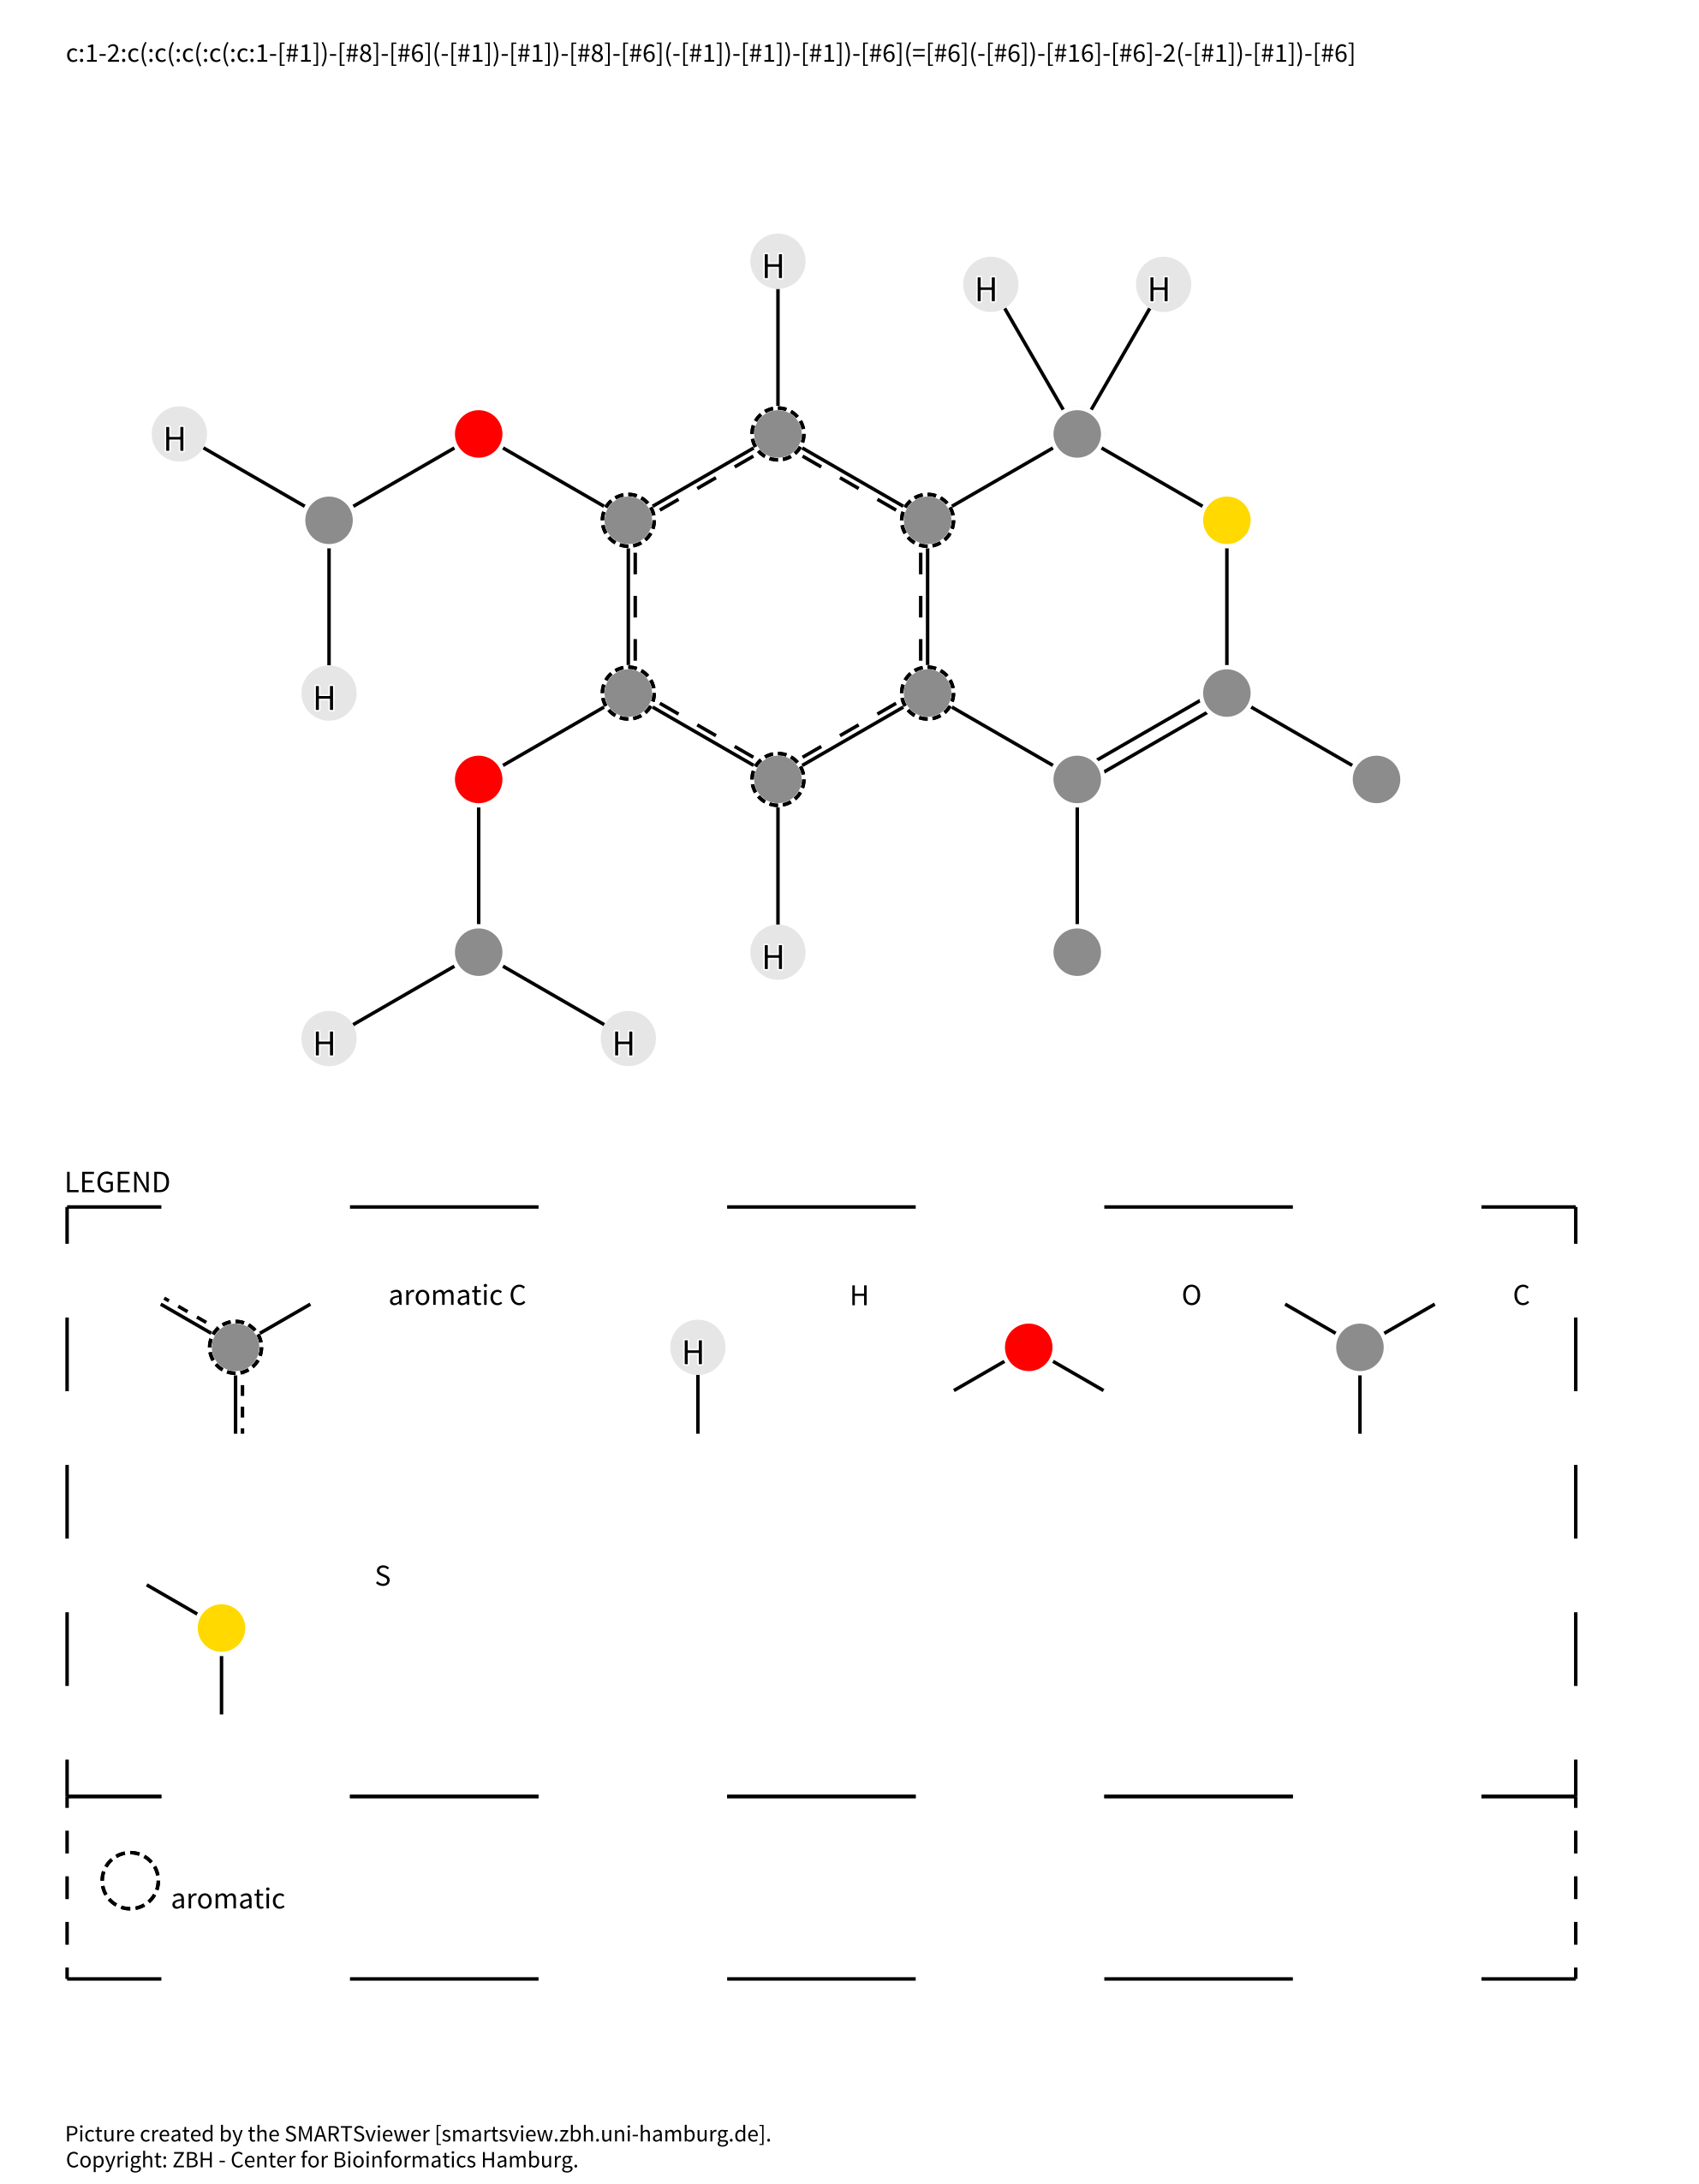 c:1-2:c(:c(:c(:c(:c:1-[#1])-[#8]-[#6](-[#1])-[#1])-[#8]-[#6](-[#1])-[#1])-[#1])-[#6](=[#6](-[#6])-[#16]-[#6]-2(-[#1])-[#1])-[#6]
H
H H
H
H
H
H H
LEGEND
aromatic C H O C
H
S
aromatic
Picture created by the SMARTSviewer [smartsview.zbh.uni-hamburg.de].
Copyright: ZBH - Center for Bioinformatics Hamburg.